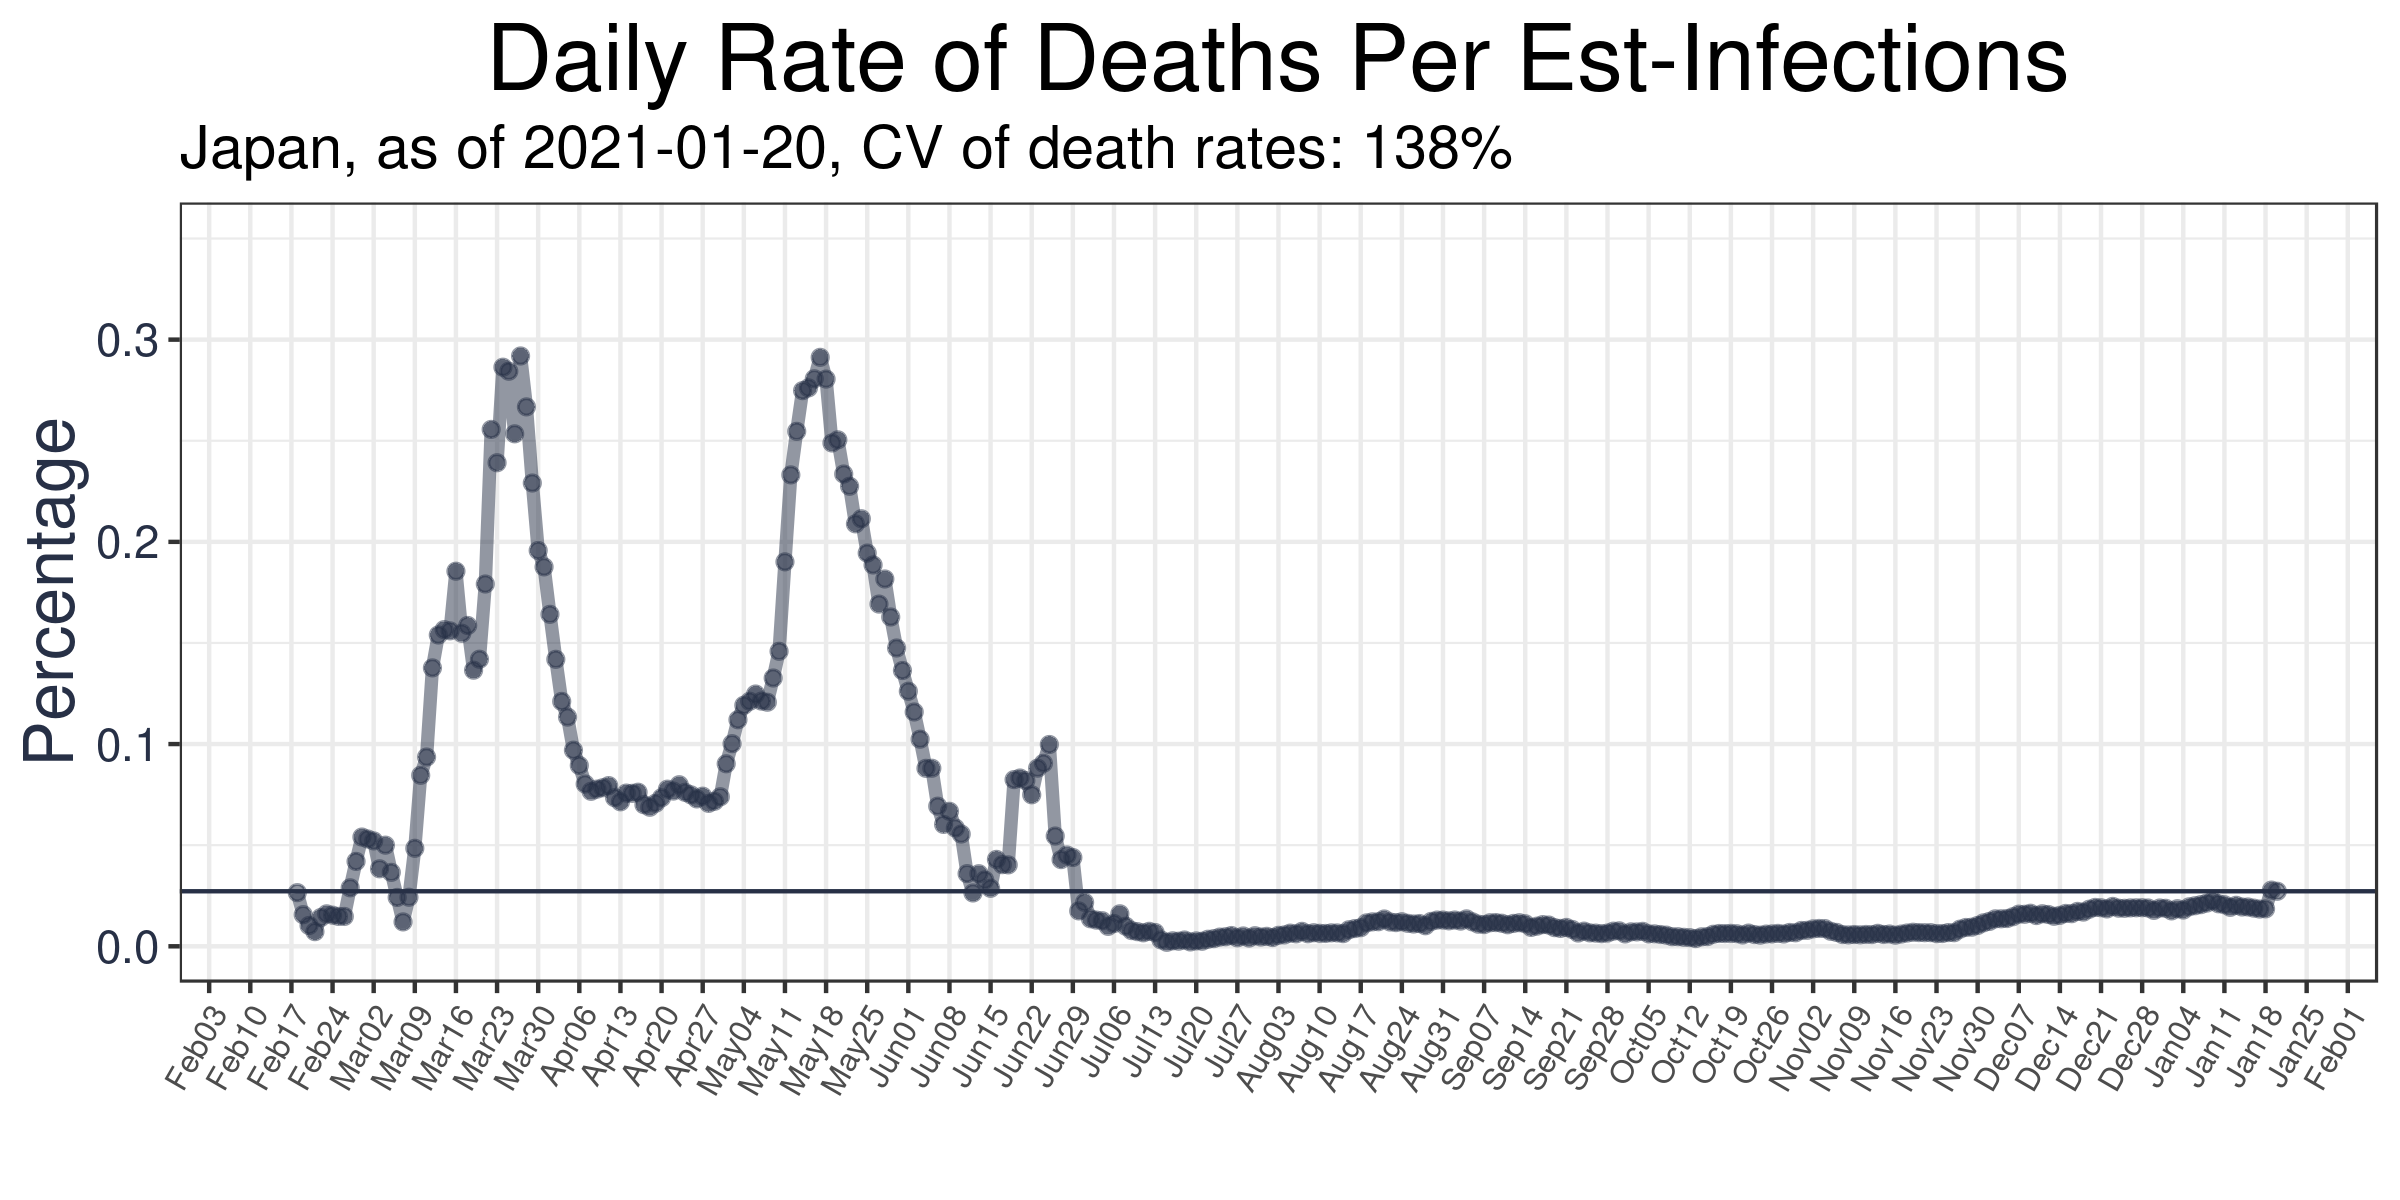 Daily Rate of Deaths Per Est-Infections
Japan, as of 2021-01-20, CV of death rates: 138%
Percentage
0.3
0.2
0.1
0.0
Feb03
Feb10
Feb17
Feb24
Mar02
Mar09
Mar16
Mar23
Mar30
Apr06
Apr13
Apr20
Apr27
May04
May11
May18
May25
Jun01
Jun08
Jun15
Jun22
Jun29
Jul06
Jul13
Jul20
Jul27
Aug03
Aug10
Aug17
Aug24
Aug31
Sep07
Sep14
Sep21
Sep28
Oct05
Oct12
Oct19
Oct26
Nov02
Nov09
Nov16
Nov23
Nov30
Dec07
Dec14
Dec21
Dec28
Jan04
Jan11
Jan18
Jan25
Feb01